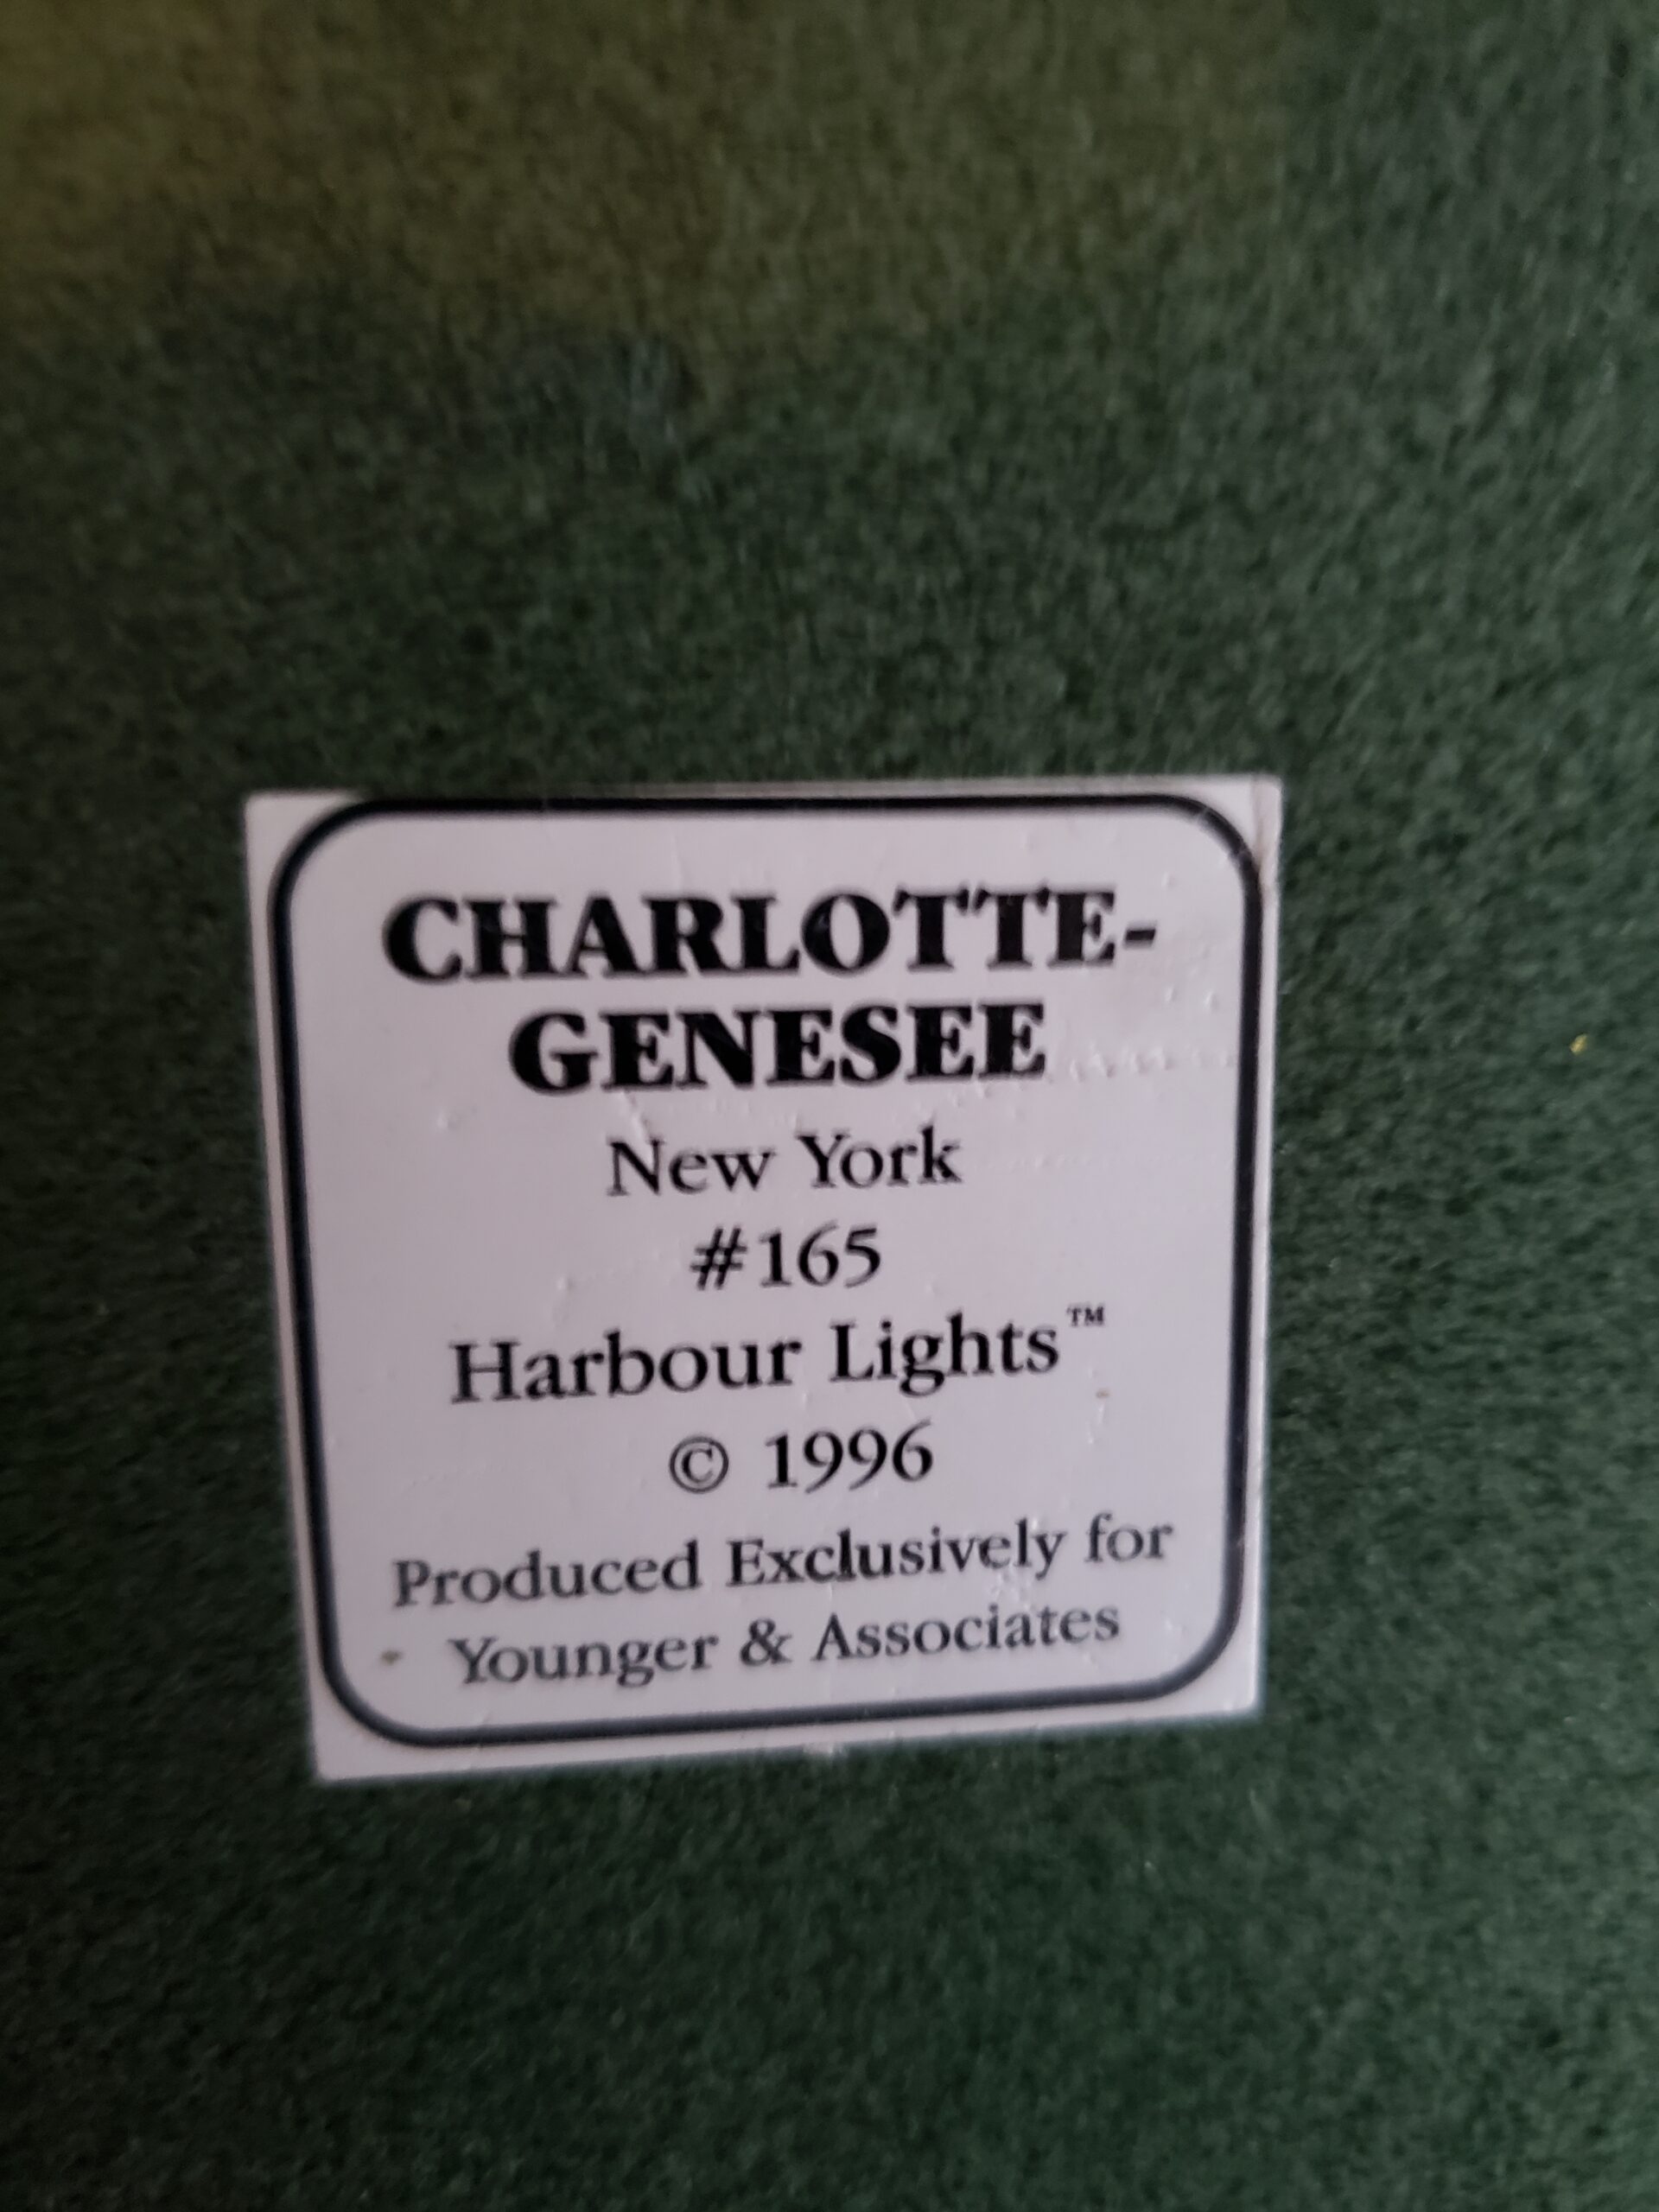 CHARLOTTE-
GENESEE
New York
#165
Harbour Lights™
© 1996
Produced Exclusively for
Younger & Associates